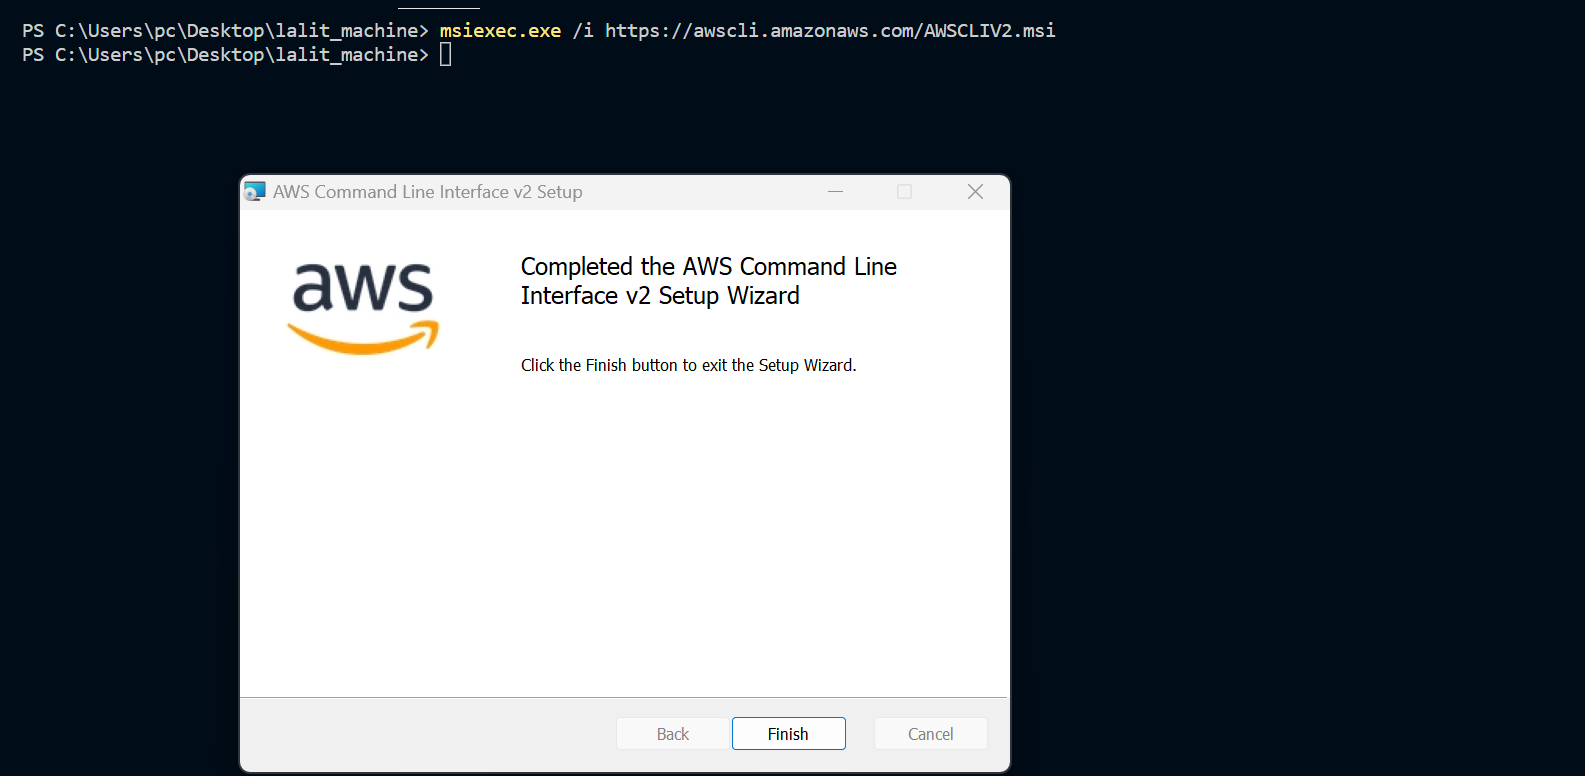 PS C:\Users\pc\Desktop\lalit_machine> msiexec.exe /i https://awscli.amazonaws.com/AWSCLIV2.msi
PS C:\Users\pc\Desktop\lalit_machine>
AWS Command Line Interface v2 Setup
aws
Completed the AWS Command Line
Interface v2 Setup Wizard
Click the Finish button to exit the Setup Wizard.
Back
Finish
Cancel